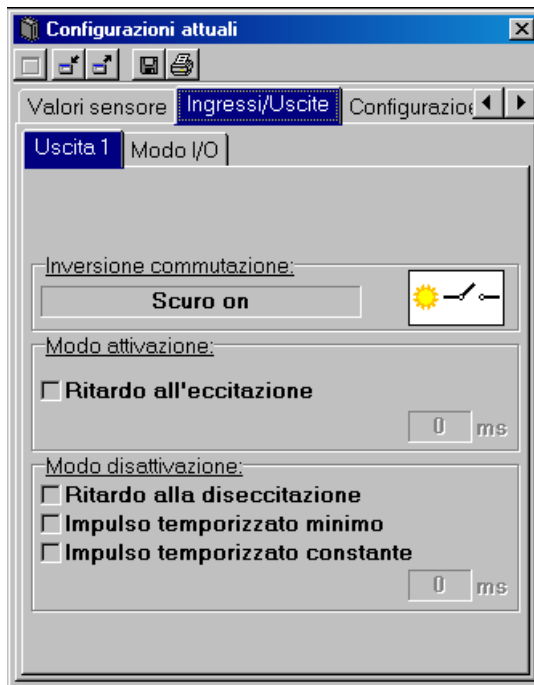 Configurazioni attuali
Valori sensore Ingressi/Uscite Configurazio
Uscita 1 Modo I/O
Inversione commutazione:
Scuro on
Modo attivazione:
Ritardo all'eccitazione
0 ms
Modo disattivazione:
Ritardo alla diseccitazione
Impulso temporizzato minimo
Impulso temporizzato constante
0 ms